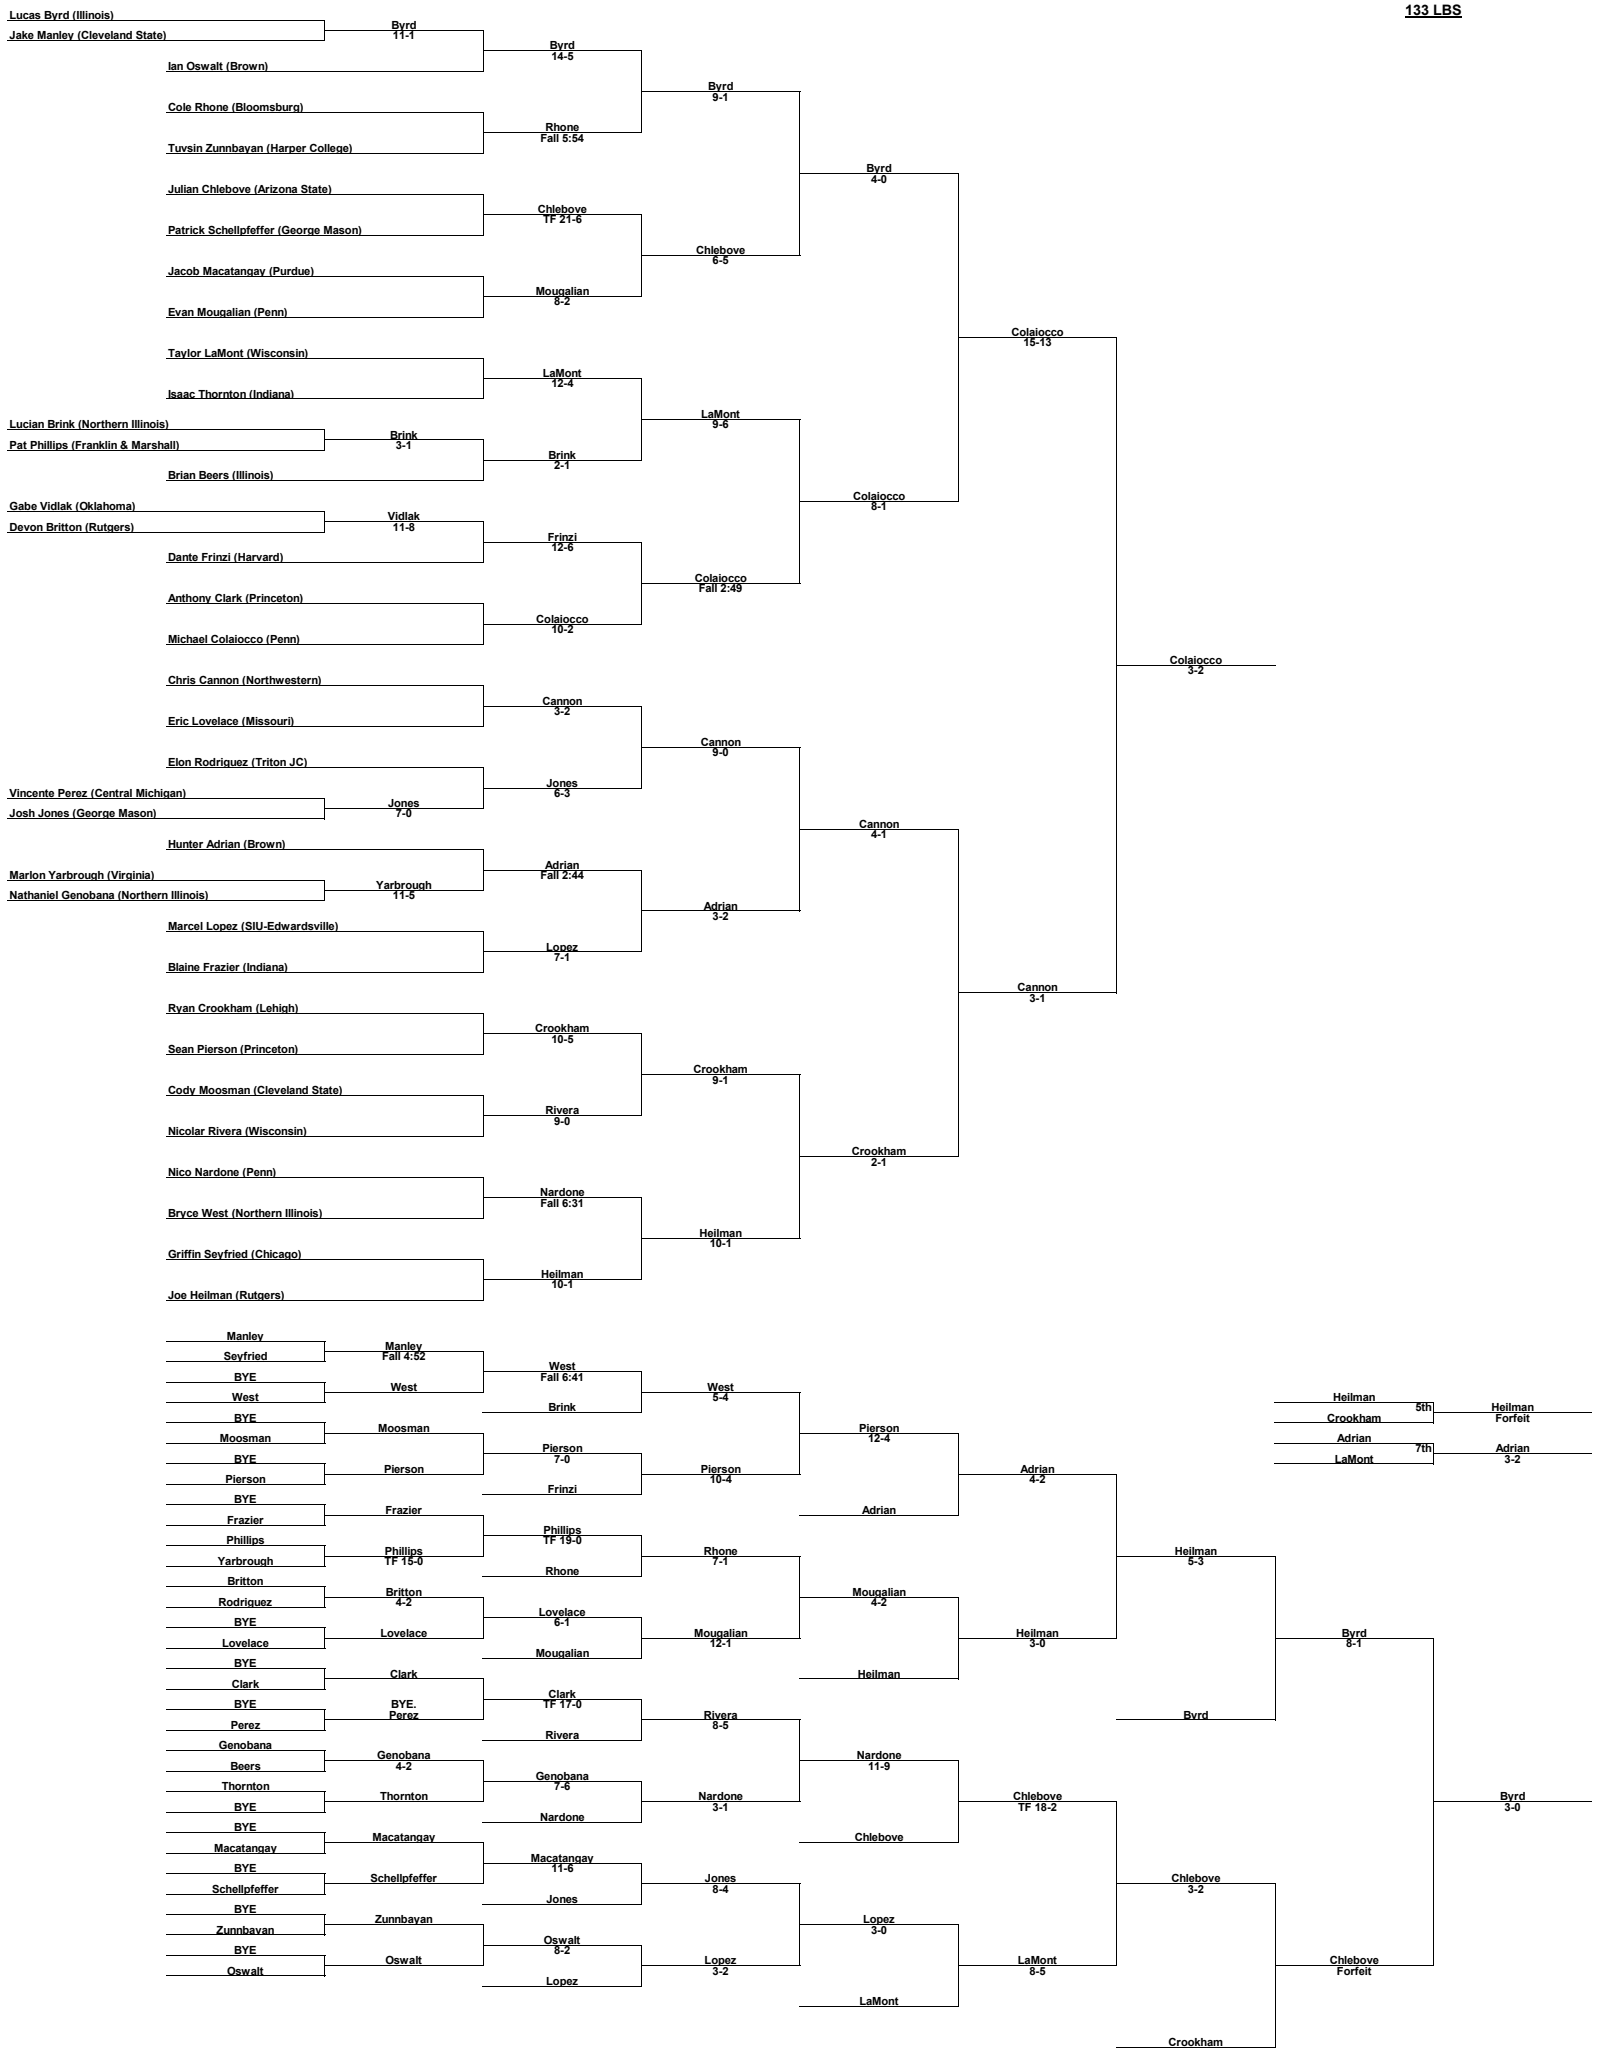 133 LBS
Lucas Byrd (Illinois)
Byrd
Jake Manley (Cleveland State)
11-1
Byrd
14-5
Ian Oswalt (Brown)
Byrd
9-1
Cole Rhone (Bloomsburg)
Rhone
Fall 5:54
Tuvsin Zunnbayan (Harper College)
Byrd
4-0
Julian Chlebove (Arizona State)
Chlebove
TF 21-6
Patrick Schellpfeffer (George Mason)
Chlebove
6-5
Jacob Macatangay (Purdue)
Mougalian
8-2
Evan Mougalian (Penn)
Colaiocco
15-13
Taylor LaMont (Wisconsin)
LaMont
12-4
Isaac Thornton (Indiana)
LaMont
9-6
Lucian Brink (Northern Illinois)
Brink
Pat Phillips (Franklin & Marshall)
3-1
Brink
2-1
Brian Beers (Illinois)
Colaiocco
8-1
Gabe Vidlak (Oklahoma)
Vidlak
Devon Britton (Rutgers)
11-8
Frinzi
12-6
Dante Frinzi (Harvard)
Colaiocco
Fall 2:49
Anthony Clark (Princeton)
Colaiocco
10-2
Michael Colaiocco (Penn)
Colaiocco
3-2
Chris Cannon (Northwestern)
Cannon
3-2
Eric Lovelace (Missouri)
Cannon
9-0
Elon Rodriguez (Triton JC)
Jones
6-3
Vincente Perez (Central Michigan)
Jones
Josh Jones (George Mason)
7-0
Cannon
4-1
Hunter Adrian (Brown)
Adrian
Fall 2:44
Marlon Yarbrough (Virginia)
Yarbrough
Nathaniel Genobana (Northern Illinois)
11-5
Adrian
3-2
Marcel Lopez (SIU-Edwardsville)
Lopez
7-1
Blaine Frazier (Indiana)
Cannon
3-1
Ryan Crookham (Lehigh)
Crookham
10-5
Sean Pierson (Princeton)
Crookham
9-1
Cody Moosman (Cleveland State)
Rivera
9-0
Nicolar Rivera (Wisconsin)
Crookham
2-1
Nico Nardone (Penn)
Nardone
Fall 6:31
Bryce West (Northern Illinois)
Heilman
10-1
Griffin Seyfried (Chicago)
Heilman
10-1
Joe Heilman (Rutgers)
Manley
Manley
Seyfried
Fall 4:52
West
BYE
Fall 6:41
West
West
West
5-4
Heilman
5th
Heilman
BYE
Brink
Crookham
Forfeit
Moosman
Moosman
Pierson
12-4
Adrian
7th
Adrian
BYE
Pierson
7-0
LaMont
3-2
Pierson
Pierson
Pierson
10-4
Adrian
4-2
BYE
Frinzi
Frazier
Frazier
Adrian
Phillips
Phillips
TF 19-0
Yarbrough
Phillips
TF 15-0
Rhone
7-1
Heilman
5-3
Britton
Rhone
Britton
4-2
Rodriguez
Mougalian
4-2
BYE
Lovelace
6-1
Lovelace
Lovelace
Mougalian
12-1
Heilman
3-0
Byrd
8-1
BYE
Mougalian
Clark
Clark
Heilman
BYE
Clark
TF 17-0
Perez
BYE.
Perez
Rivera
8-5
Byrd
Genobana
Rivera
Beers
Genobana
4-2
Nardone
11-9
Thornton
Genobana
7-6
BYE
Thornton
Nardone
3-1
Chlebove
TF 18-2
Byrd
3-0
BYE
Nardone
Macatangay
Macatangay
Chlebove
BYE
Macatangay
11-6
Schellpfeffer
Schellpfeffer
Jones
8-4
Chlebove
3-2
BYE
Jones
Zunnbayan
Zunnbayan
Lopez
3-0
BYE
Oswalt
8-2
Oswalt
Oswalt
Lopez
3-2
LaMont
8-5
Chlebove
Forfeit
Lopez
LaMont
Crookham